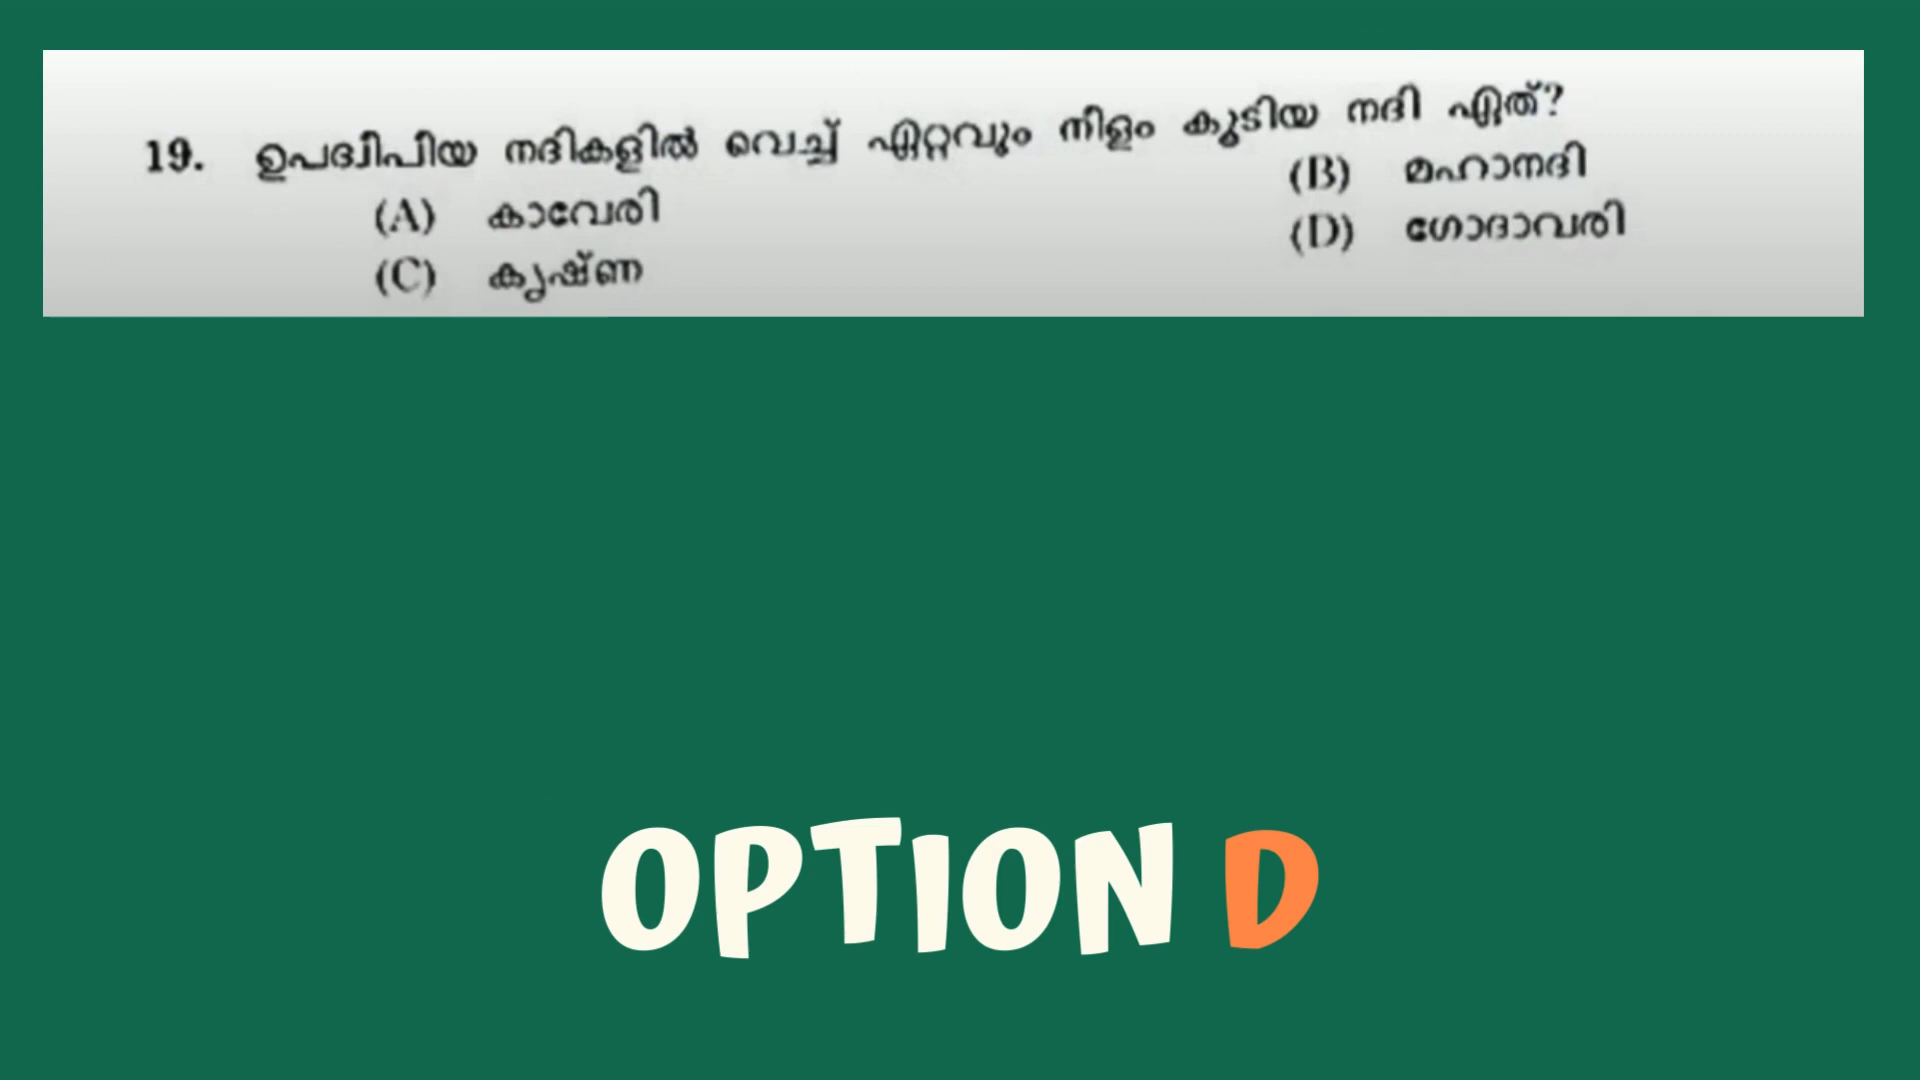 19. ഉപദ്വീപീയ നദികളിൽ വെച്ച് ഏറ്റവും നീളം കൂടിയ നദി ഏത്?
(A) കാവേരി (B) മഹാനദി
(C) കൃഷ്ണ (D) ഗോദാവരി
OPTION D